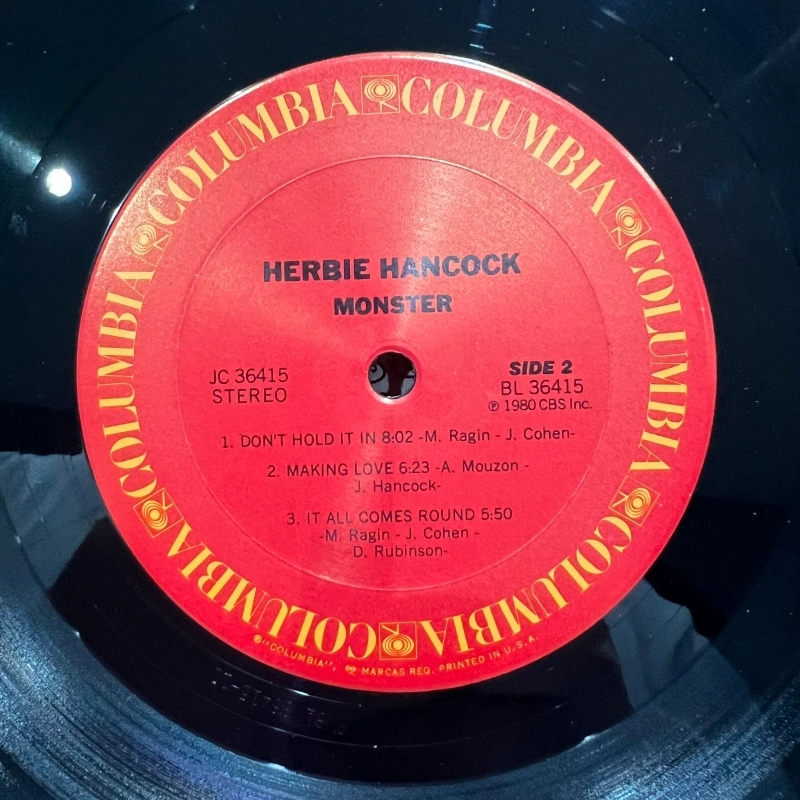 COLUMBIA COLUMBIA COLUMBIA COLUMBIA COLUMBIA COLUMBIA
HERBIE HANCOCK
MONSTER
JC 36415
STEREO
SIDE 2
BL 36415
℗ 1980 CBS Inc.
1. DON'T HOLD IT IN 8:02 -M. Ragin - J. Cohen-
2. MAKING LOVE 6:23 -A. Mouzon -
J. Hancock-
3. IT ALL COMES ROUND 5:50
-M. Ragin - J. Cohen -
D. Rubinson-
®"COLUMBIA", MARCAS REG. PRINTED IN U.S.A.